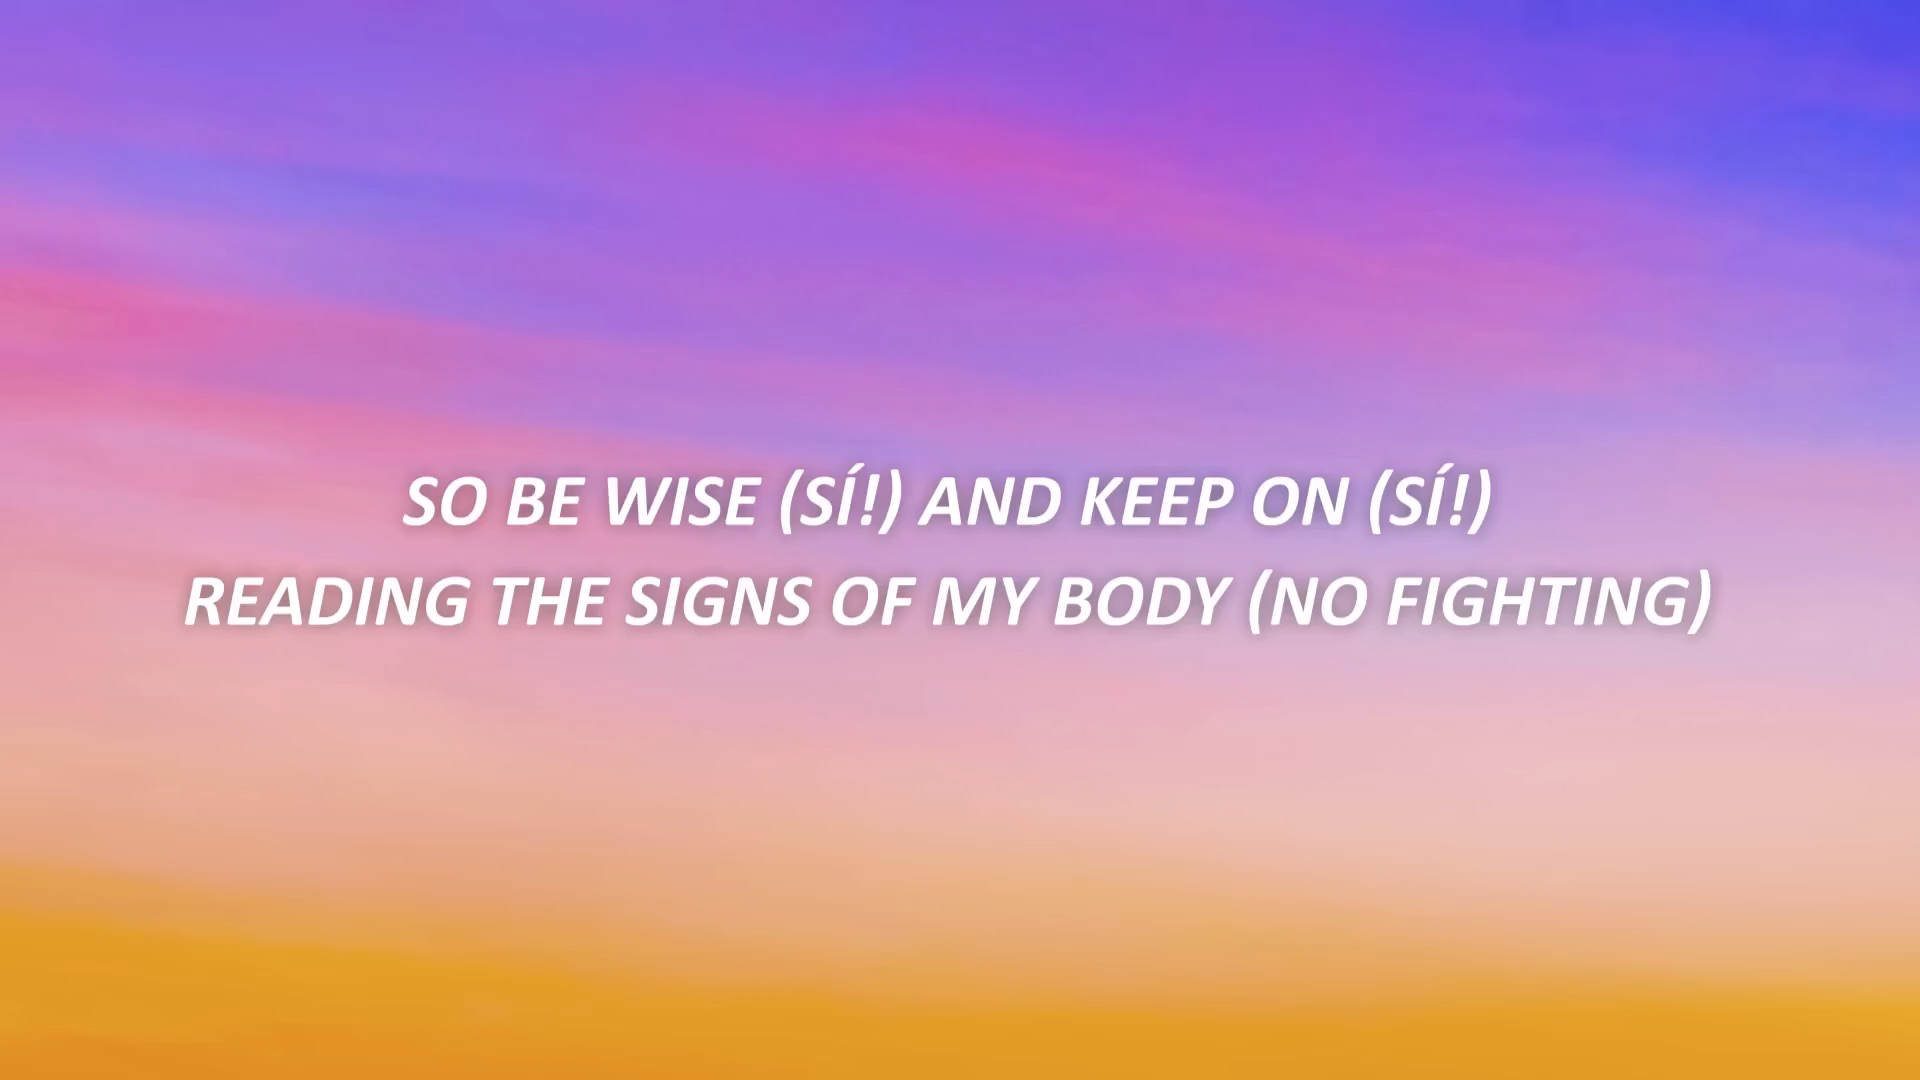 SO BE WISE (SÍ!) AND KEEP ON (SÍ!)
READING THE SIGNS OF MY BODY (NO FIGHTING)